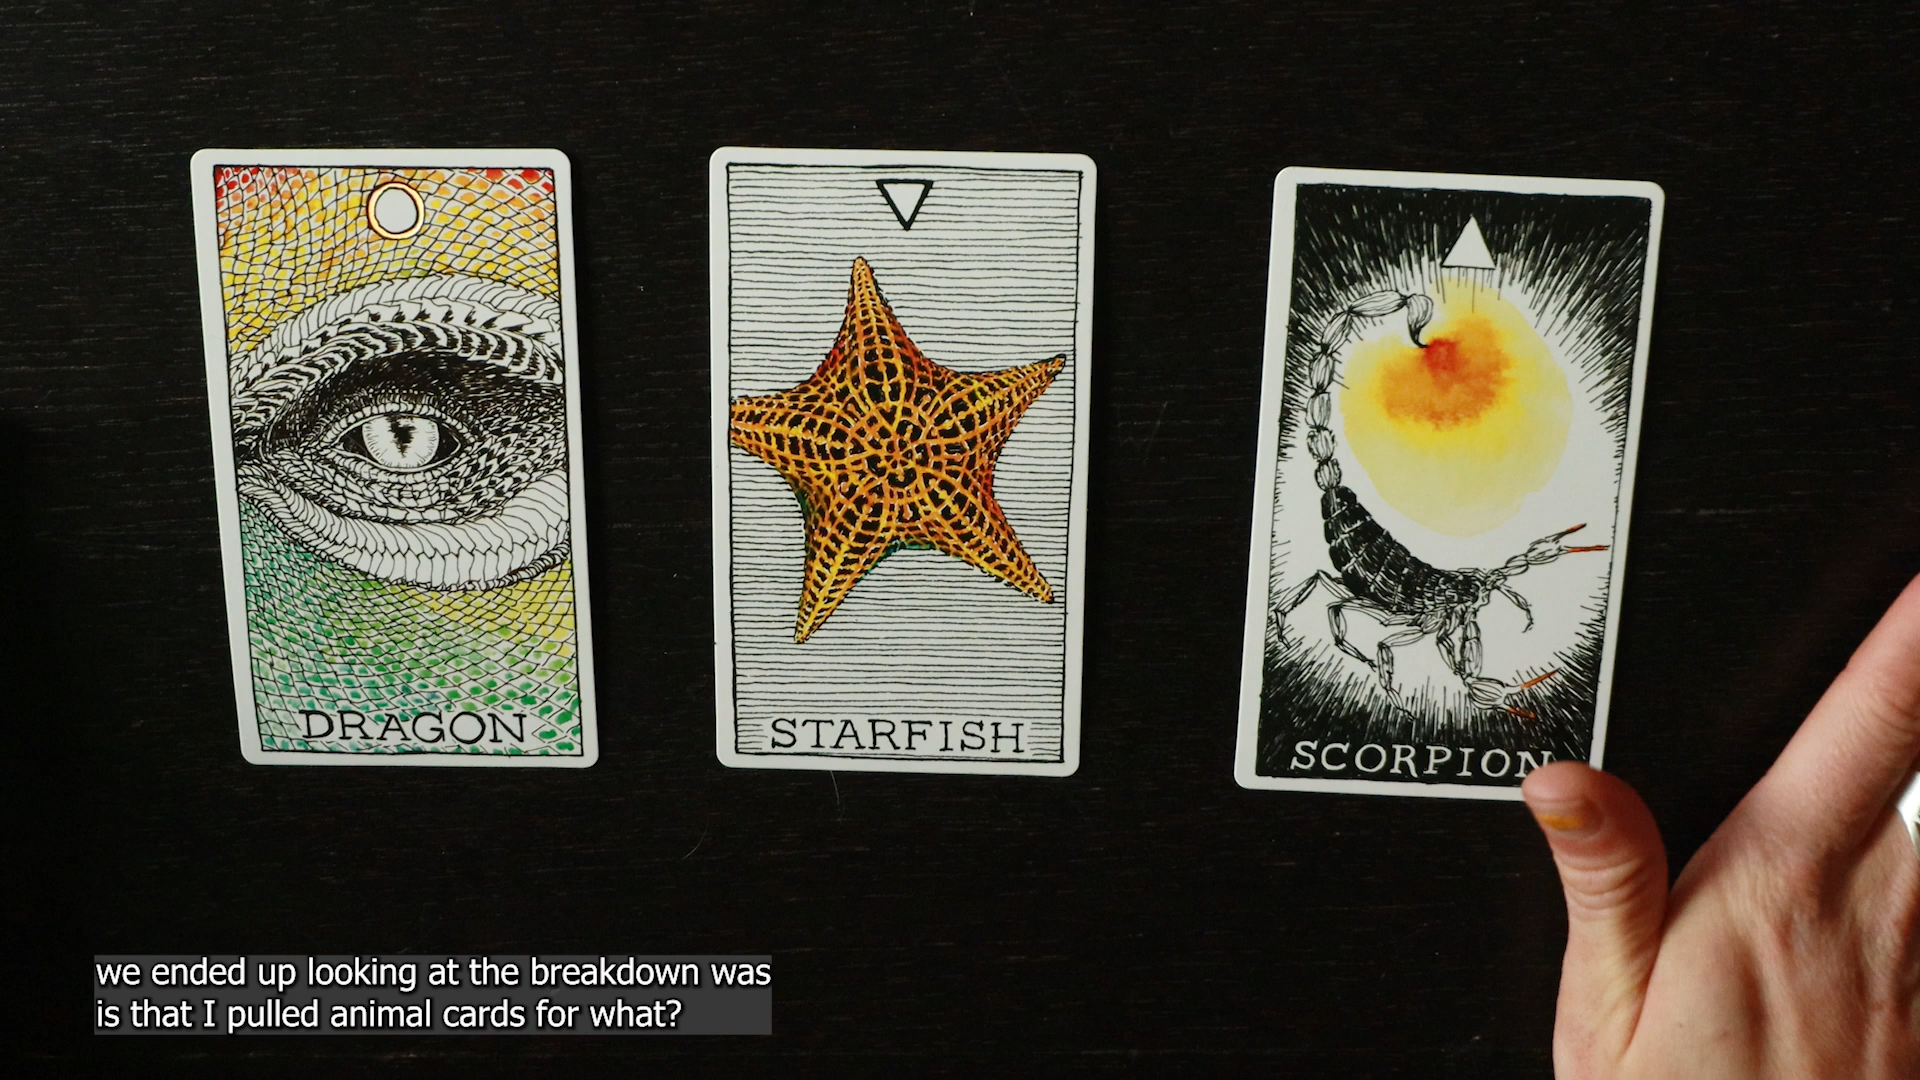 DRAGON
STARFISH
SCORPION
we ended up looking at the breakdown was
is that I pulled animal cards for what?